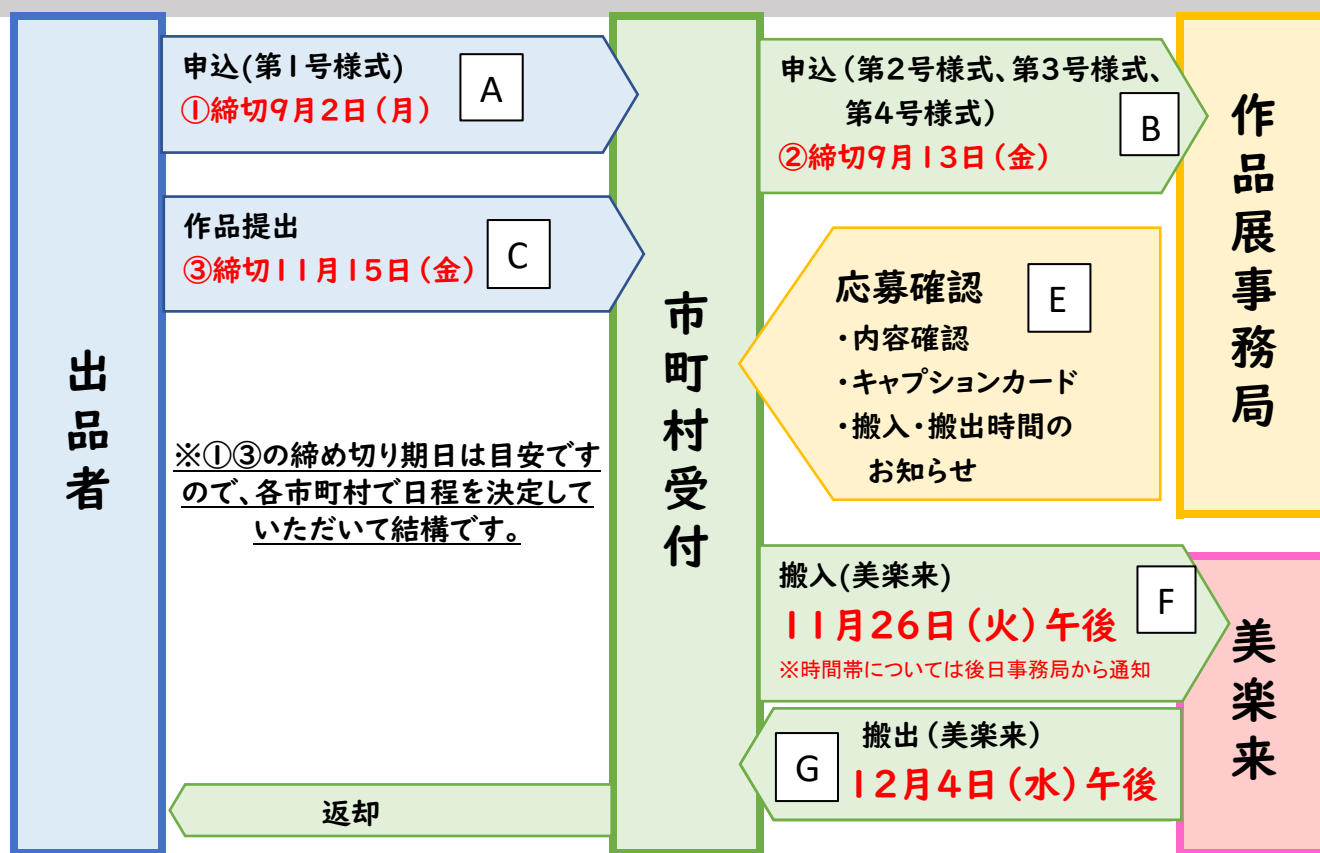 出品者
申込(第1号様式)
①締切9月2日(月)
A
作品提出
③締切11月15日(金)
C
※①③の締め切り期日は目安です
ので、各市町村で日程を決定して
いただいて結構です。
返却
市町村受付
申込(第2号様式、第3号様式、
第4号様式)
②締切9月13日(金)
B
応募確認
E
・内容確認
・キャプションカード
・搬入・搬出時間の
お知らせ
搬入(美楽来)
11月26日(火)午後
F
※時間帯については後日事務局から通知
搬出(美楽来)
G
12月4日(水)午後
作品展事務局
美楽来